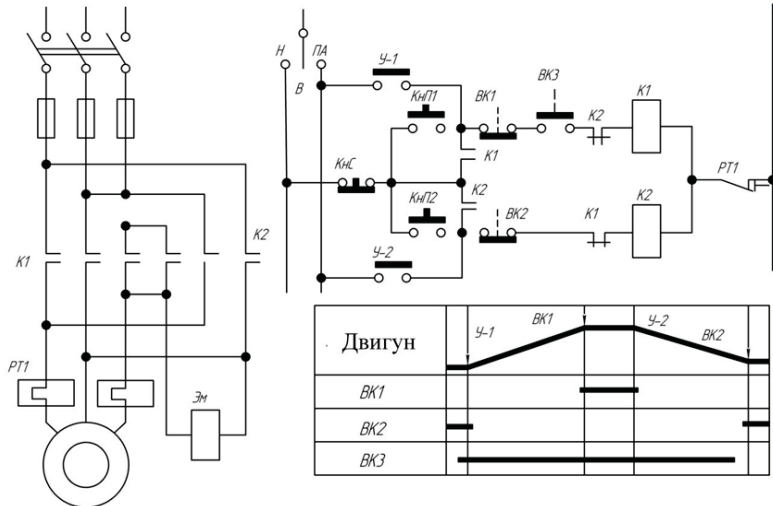 К1
К2
РТ1
Эм
Н
ПА
В
У-1
КнП1
ВК1
ВК3
К2
К1
К1
КнС
К2
РТ1
КнП2
ВК2
К1
К2
У-2
Двигун
У-1
ВК1
У-2
ВК2
ВК1
ВК2
ВК3